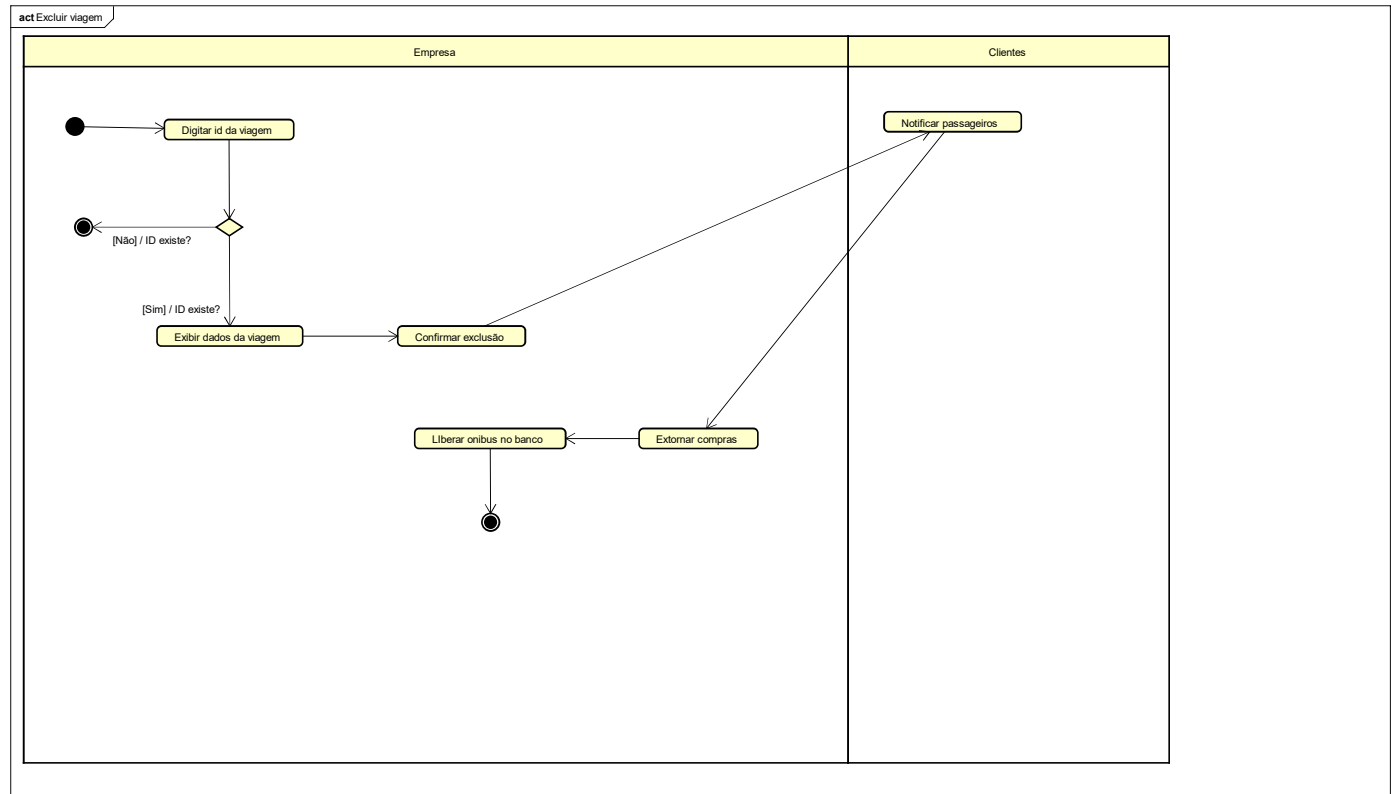 act Excluir viagem
Empresa
Clientes
Digitar id da viagem
Notificar passageiros
[Não] / ID existe?
[Sim] / ID existe?
Exibir dados da viagem
Confirmar exclusão
LIberar onibus no banco
Extornar compras